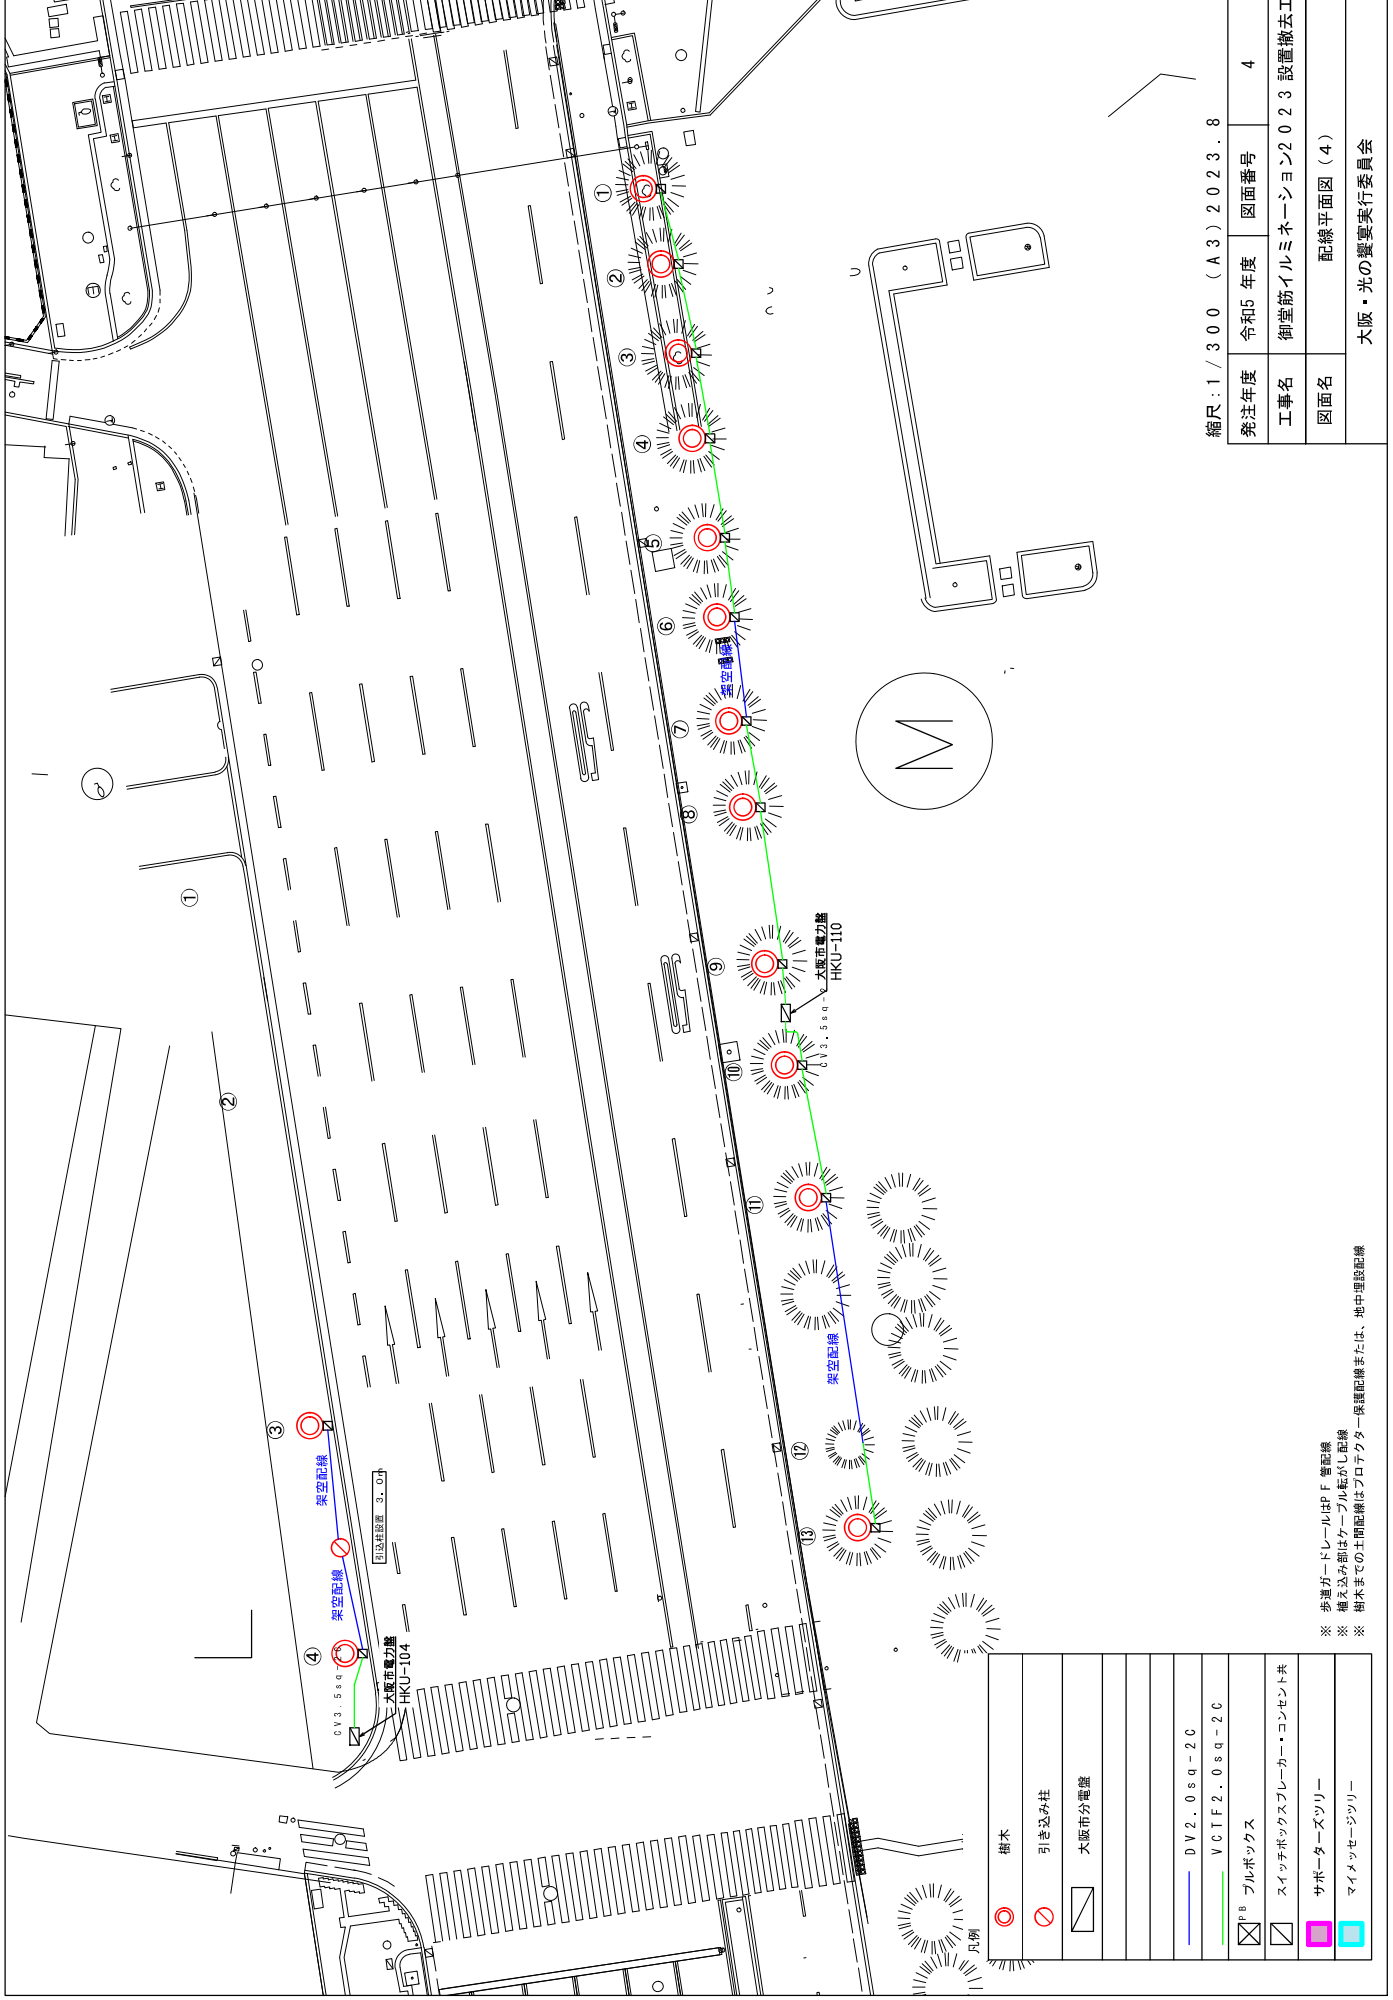 縮尺:1/300 (A3)2023.8
発注年度 令和5 年度 図面番号 4
工事名 御堂筋イルミネーション2023 設置撤去工
図面名 配線平面図(4)
大阪・光の饗宴実行委員会
①
②
③
④
⑤
⑥
架空配線
⑦
⑧
⑨
大阪市電力盤
HKU-110
⑩
⑪
架空配線
⑫
⑬
M
①
②
③
架空配線
引込柱設置 3.0m
架空配線
④
CV3.5sq-2C
大阪市電力盤
HKU-104
※ 歩道ガードレールはPF管配線
※ 植え込み部はケーブル転がし配線
※ 樹木までの土間配線はプロテクター保護配線または、地中埋設配線
凡例
樹木
引き込み柱
大阪市分電盤
DV2.0sq-2C
VCTF2.0sq-2C
PB プルボックス
スイッチボックスブレーカー・コンセント共
サポーターズツリー
マイメッセージツリー